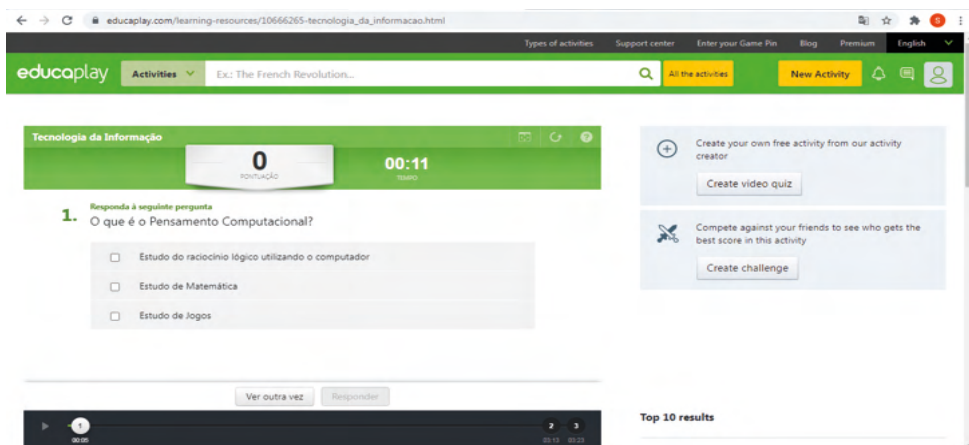 educaplay.com/learning-resources/10666265-tecnologia_da_informacao.html
S
Types of activities Support center Enter your Game Pin Blog Premium English
educaplay Activities Ex.: The French Revolution... All the activities New Activity
Tecnologia da Informação
0
PONTUAÇÃO
00:11
TEMPO
1. Responda à seguinte pergunta
O que é o Pensamento Computacional?
Estudo do raciocínio lógico utilizando o computador
Estudo de Matemática
Estudo de Jogos
Ver outra vez Responder
1 2 3
00:05 03:13 03:23
Create your own free activity from our activity
creator
Create video quiz
Compete against your friends to see who gets the
best score in this activity
Create challenge
Top 10 results